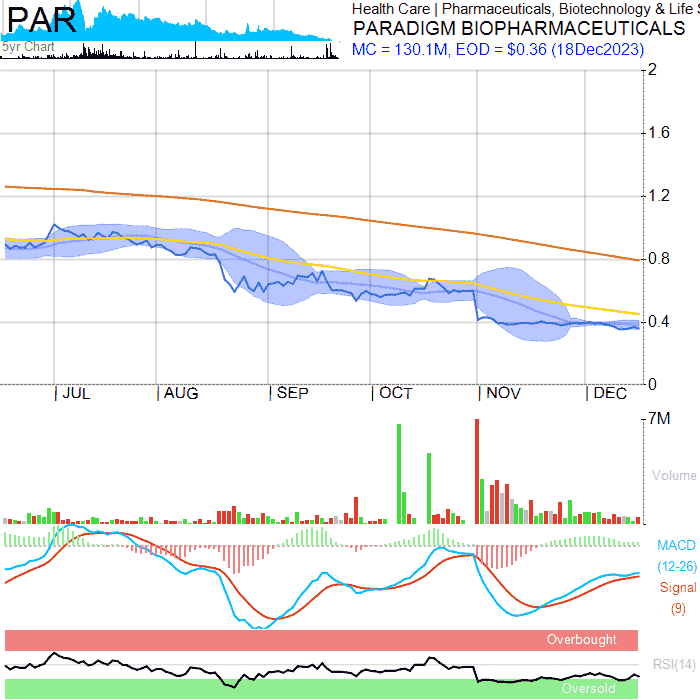 PAR
5yr Chart
Health Care | Pharmaceuticals, Biotechnology & Life S
PARADIGM BIOPHARMACEUTICALS
MC = 130.1M, EOD = $0.36 (18Dec2023)
2
1.6
1.2
0.8
0.4
0
| JUL | AUG | SEP | OCT | NOV | DEC
7M
Volume
MACD
(12-26)
Signal
(9)
Overbought
RSI(14)
Oversold